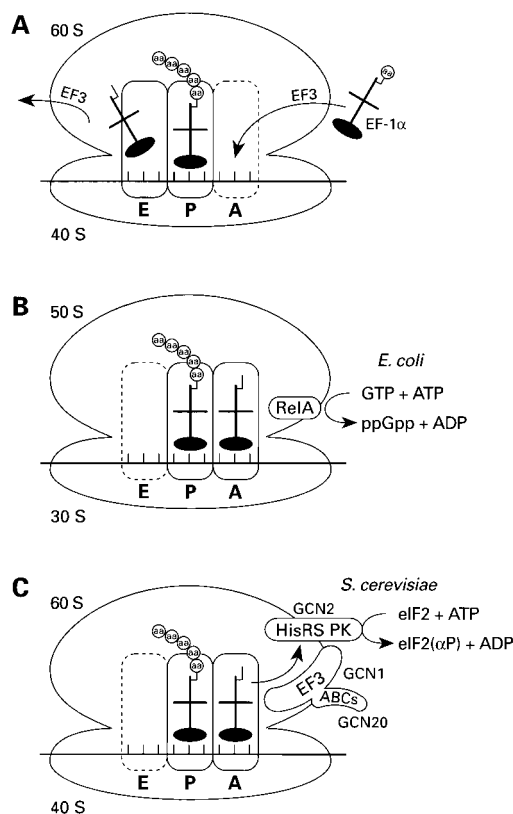 A
60 S
aa aa aa aa aa
aa
EF3
EF3
EF-1α
E P A
40 S
B
50 S
aa aa aa aa aa
E. coli
RelA
GTP + ATP
ppGpp + ADP
E P A
30 S
C
60 S
S. cerevisiae
GCN2
aa aa aa aa aa
HisRS PK
eIF2 + ATP
eIF2(αP) + ADP
EF3
GCN1
ABCs
GCN20
E P A
40 S